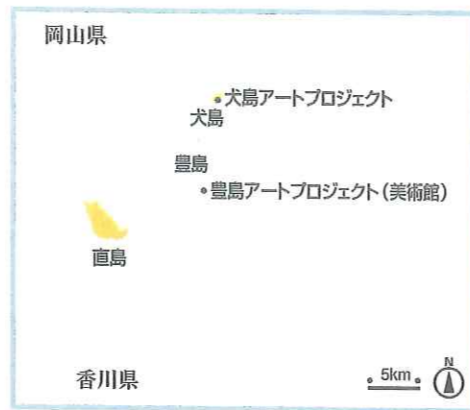 岡山県
犬島アートプロジェクト
犬島
豊島
豊島アートプロジェクト(美術館)
直島
香川県
5km
N